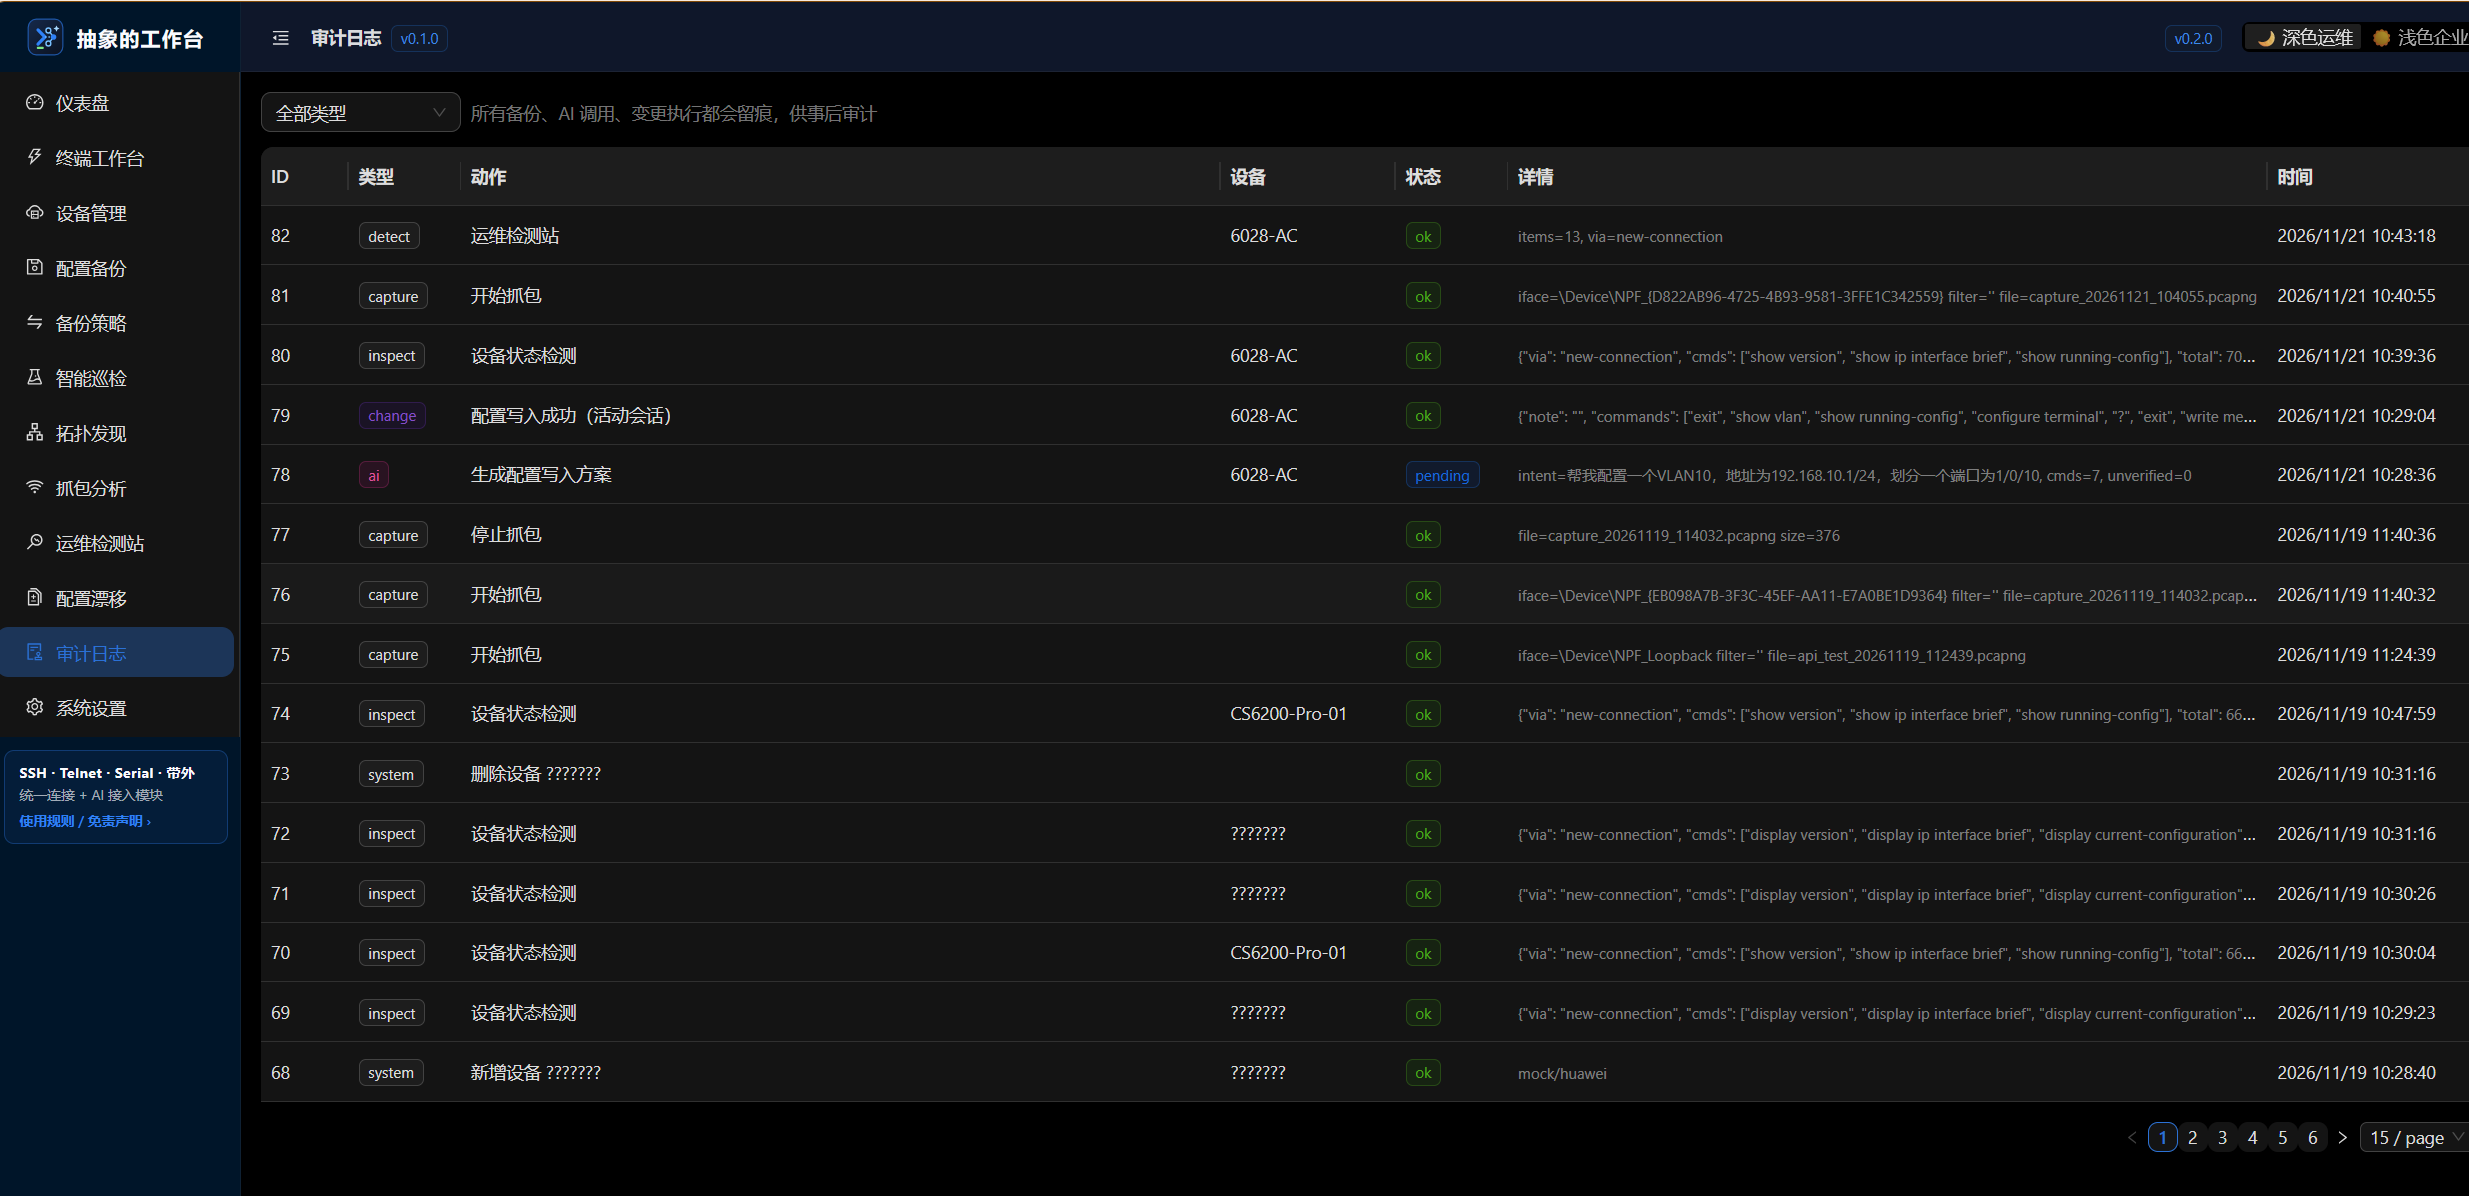 抽象的工作台
审计日志 v0.1.0
v0.2.0 深色运维 浅色企业
仪表盘
终端工作台
设备管理
配置备份
备份策略
智能巡检
拓扑发现
抓包分析
运维检测站
配置漂移
审计日志
系统设置
SSH · Telnet · Serial · 带外
统一连接 + AI 接入模块
使用规则 / 免责声明 ›
全部类型 所有备份、AI 调用、变更执行都会留痕，供事后审计
ID 类型 动作 设备 状态 详情 时间
82 detect 运维检测站 6028-AC ok items=13, via=new-connection 2026/11/21 10:43:18
81 capture 开始抓包 ok iface=\Device\NPF_{D822AB96-4725-4B93-9581-3FFE1C342559} filter='' file=capture_20261121_104055.pcapng 2026/11/21 10:40:55
80 inspect 设备状态检测 6028-AC ok {"via": "new-connection", "cmds": ["show version", "show ip interface brief", "show running-config"], "total": 70... 2026/11/21 10:39:36
79 change 配置写入成功（活动会话） 6028-AC ok {"note": "", "commands": ["exit", "show vlan", "show running-config", "configure terminal", "?", "exit", "write me... 2026/11/21 10:29:04
78 ai 生成配置写入方案 6028-AC pending intent=帮我配置一个VLAN10，地址为192.168.10.1/24，划分一个端口为1/0/10, cmds=7, unverified=0 2026/11/21 10:28:36
77 capture 停止抓包 ok file=capture_20261119_114032.pcapng size=376 2026/11/19 11:40:36
76 capture 开始抓包 ok iface=\Device\NPF_{EB098A7B-3F3C-45EF-AA11-E7A0BE1D9364} filter='' file=capture_20261119_114032.pcap... 2026/11/19 11:40:32
75 capture 开始抓包 ok iface=\Device\NPF_Loopback filter='' file=api_test_20261119_112439.pcapng 2026/11/19 11:24:39
74 inspect 设备状态检测 CS6200-Pro-01 ok {"via": "new-connection", "cmds": ["show version", "show ip interface brief", "show running-config"], "total": 66... 2026/11/19 10:47:59
73 system 删除设备 ??????? ok 2026/11/19 10:31:16
72 inspect 设备状态检测 ??????? ok {"via": "new-connection", "cmds": ["display version", "display ip interface brief", "display current-configuration"... 2026/11/19 10:31:16
71 inspect 设备状态检测 ??????? ok {"via": "new-connection", "cmds": ["display version", "display ip interface brief", "display current-configuration"... 2026/11/19 10:30:26
70 inspect 设备状态检测 CS6200-Pro-01 ok {"via": "new-connection", "cmds": ["show version", "show ip interface brief", "show running-config"], "total": 66... 2026/11/19 10:30:04
69 inspect 设备状态检测 ??????? ok {"via": "new-connection", "cmds": ["display version", "display ip interface brief", "display current-configuration"... 2026/11/19 10:29:23
68 system 新增设备 ??????? ??????? ok mock/huawei 2026/11/19 10:28:40
1 2 3 4 5 6 15 / page